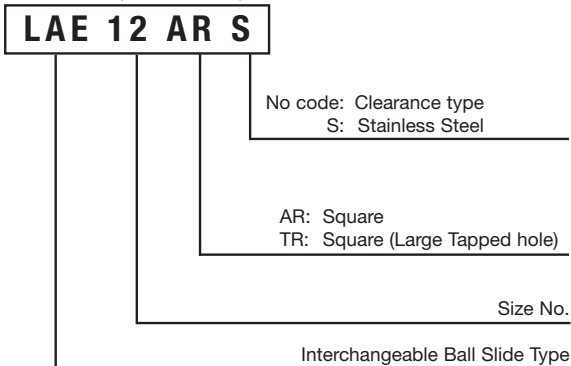 LAE 12 AR S
No code: Clearance type
S: Stainless Steel
AR: Square
TR: Square (Large Tapped hole)
Size No.
Interchangeable Ball Slide Type